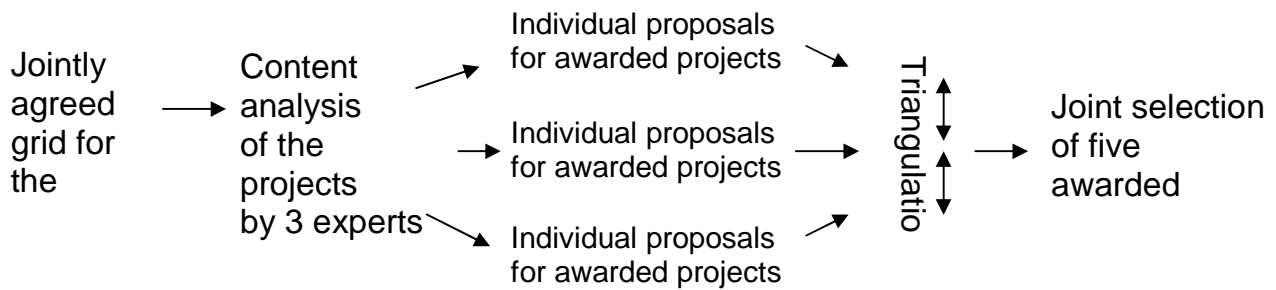 Jointly
agreed
grid for
the
Content
analysis
of the
projects
by 3 experts
Individual proposals
for awarded projects
Individual proposals
for awarded projects
Individual proposals
for awarded projects
Triangulatio
Joint selection
of five
awarded